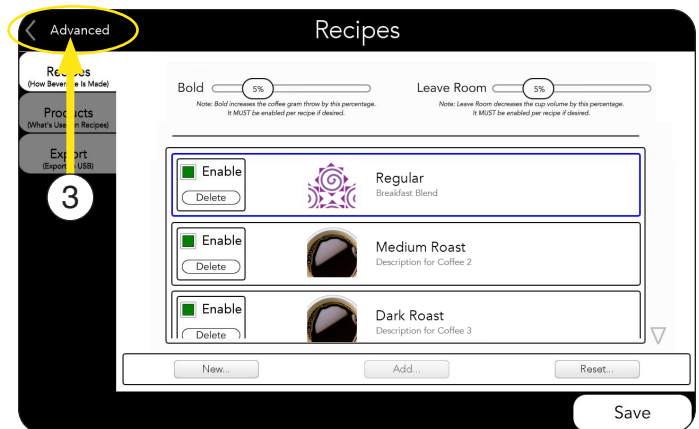 Advanced
Recipes
Recipes
(How Beverage Is Made)
Products
(What's Used in Recipes)
Export
(Export to USB)
3
Bold
5%
Note: Bold increases the coffee gram throw by this percentage.
It MUST be enabled per recipe if desired.
Leave Room
5%
Note: Leave Room decreases the cup volume by this percentage.
It MUST be enabled per recipe if desired.
Enable
Delete
Regular
Breakfast Blend
Enable
Delete
Medium Roast
Description for Coffee 2
Enable
Delete
Dark Roast
Description for Coffee 3
New...
Add...
Reset...
Save